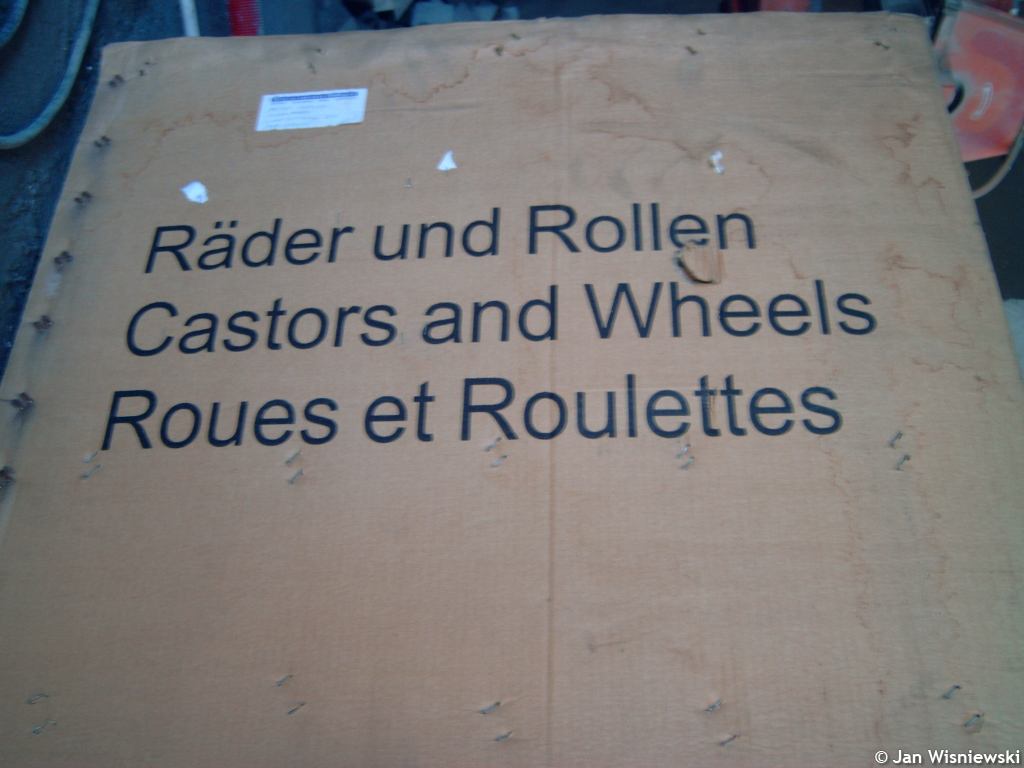 Räder und Rollen
Castors and Wheels
Roues et Roulettes
© Jan Wisniewski